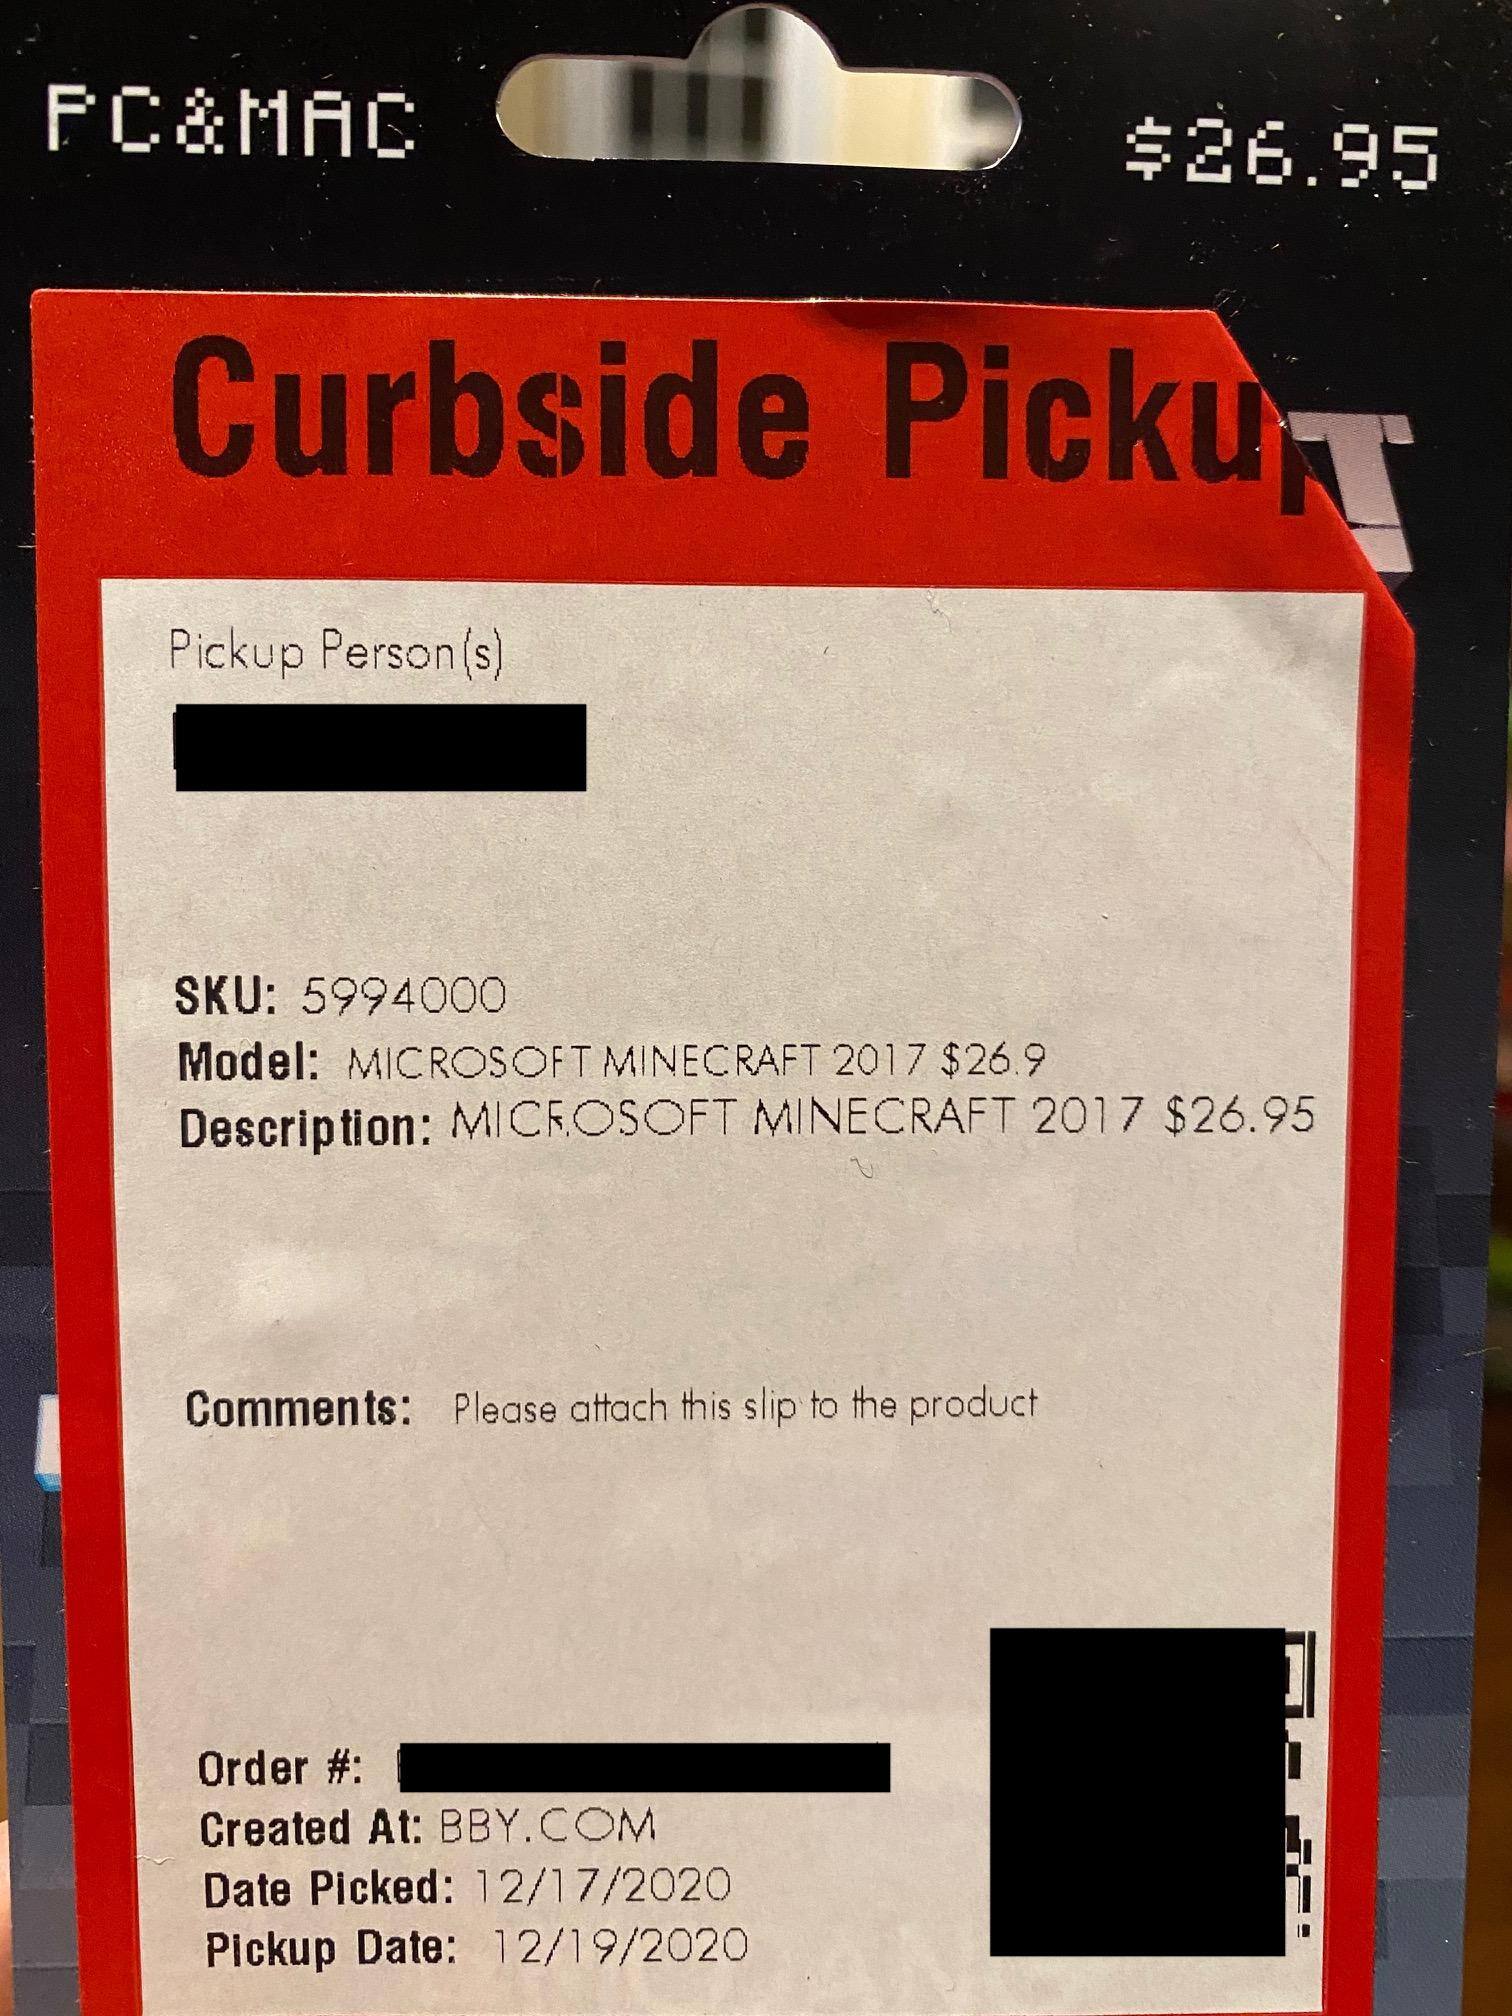 PC&MAC
$26.95
Curbside Pickup
T
Pickup Person(s)
SKU: 5994000
Model: MICROSOFT MINECRAFT 2017 $26.9
Description: MICROSOFT MINECRAFT 2017 $26.95
Comments: Please attach this slip to the product
Order #:
Created At: BBY.COM
Date Picked: 12/17/2020
Pickup Date: 12/19/2020